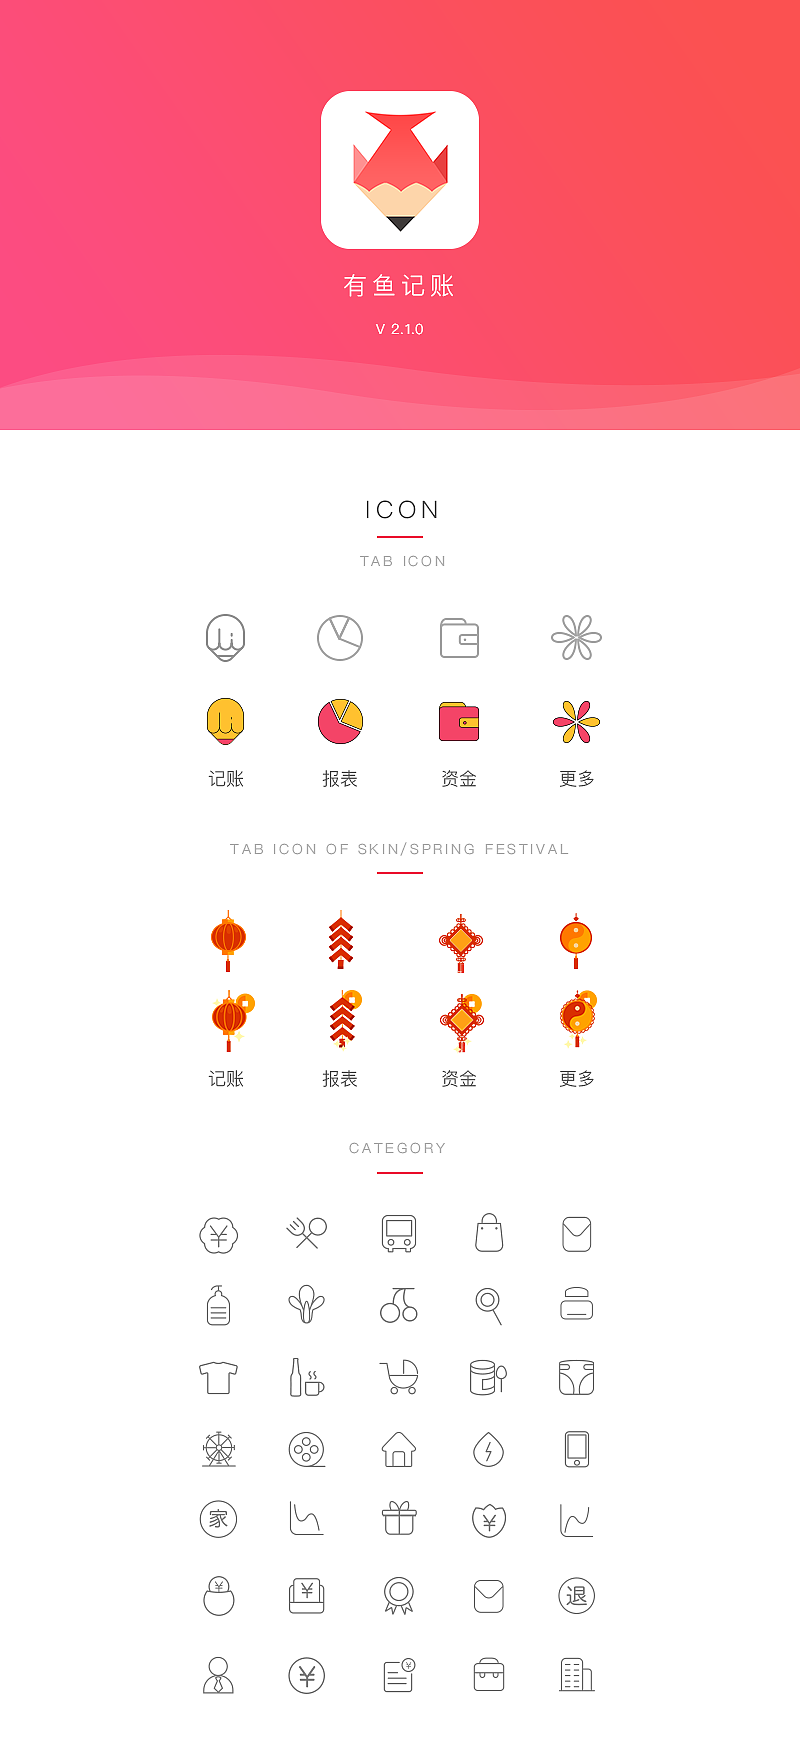 有鱼记账
V 2.1.0
ICON
TAB ICON
记账 报表 资金 更多
TAB ICON OF SKIN/SPRING FESTIVAL
记账 报表 资金 更多
CATEGORY
¥
家 ¥
¥ ¥ 退
¥ ¥